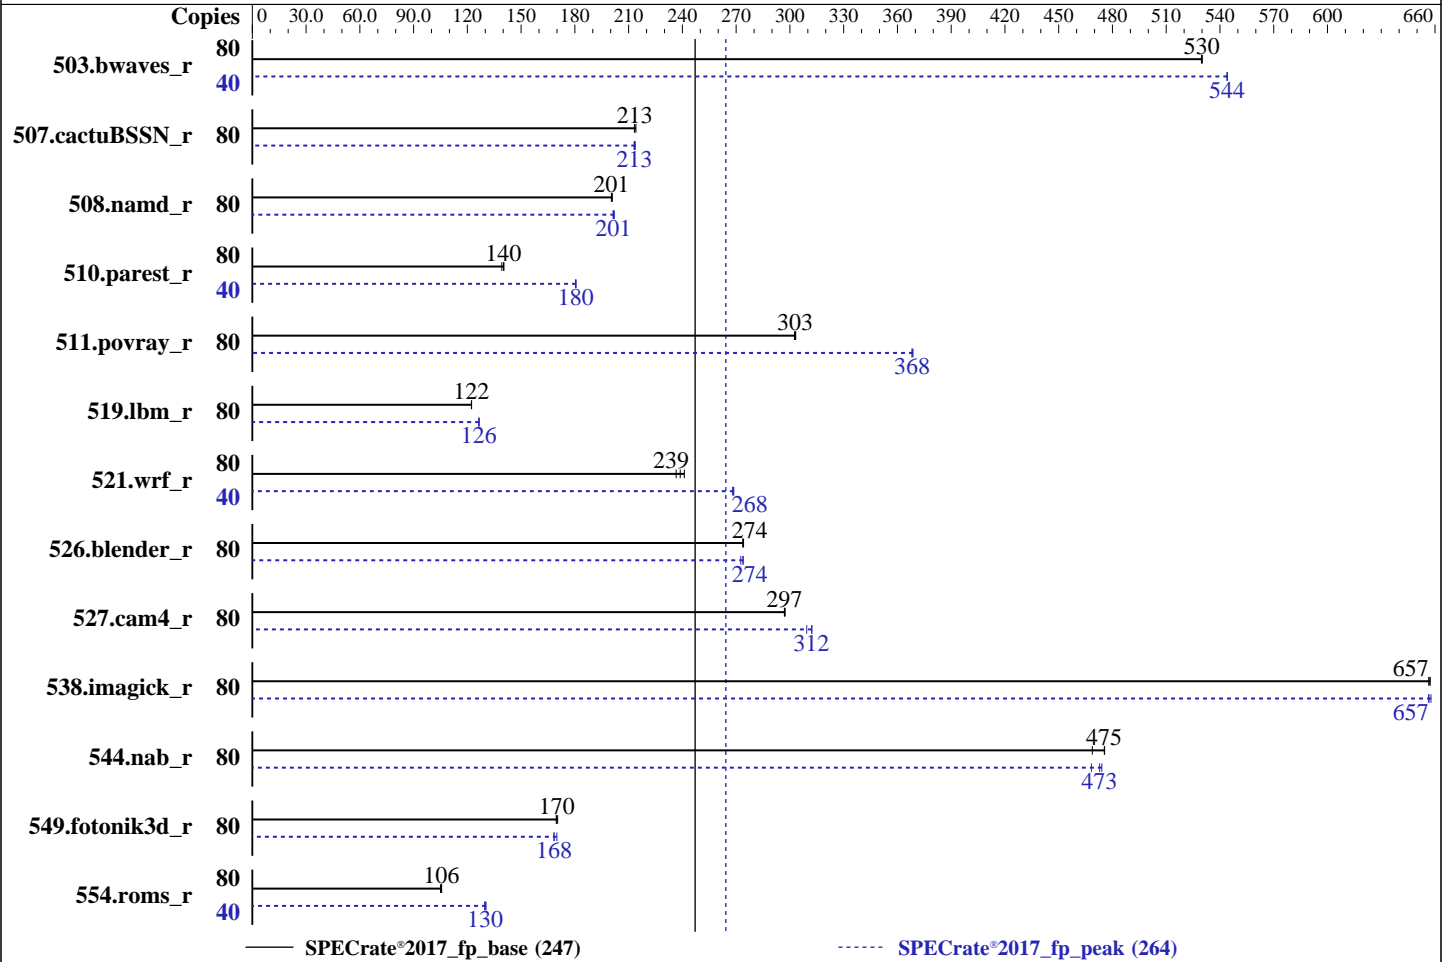 Copies 0 30.0 60.0 90.0 120 150 180 210 240 270 300 330 360 390 420 450 480 510 540 570 600 660
503.bwaves_r 80 530
40 544
507.cactuBSSN_r 80 213
213
508.namd_r 80 201
201
510.parest_r 80 140
40 180
511.povray_r 80 303
368
519.lbm_r 80 122
126
521.wrf_r 80 239
40 268
526.blender_r 80 274
274
527.cam4_r 80 297
312
538.imagick_r 80 657
657
544.nab_r 80 475
473
549.fotonik3d_r 80 170
168
554.roms_r 80 106
40 130
SPECrate®2017_fp_base (247) SPECrate®2017_fp_peak (264)